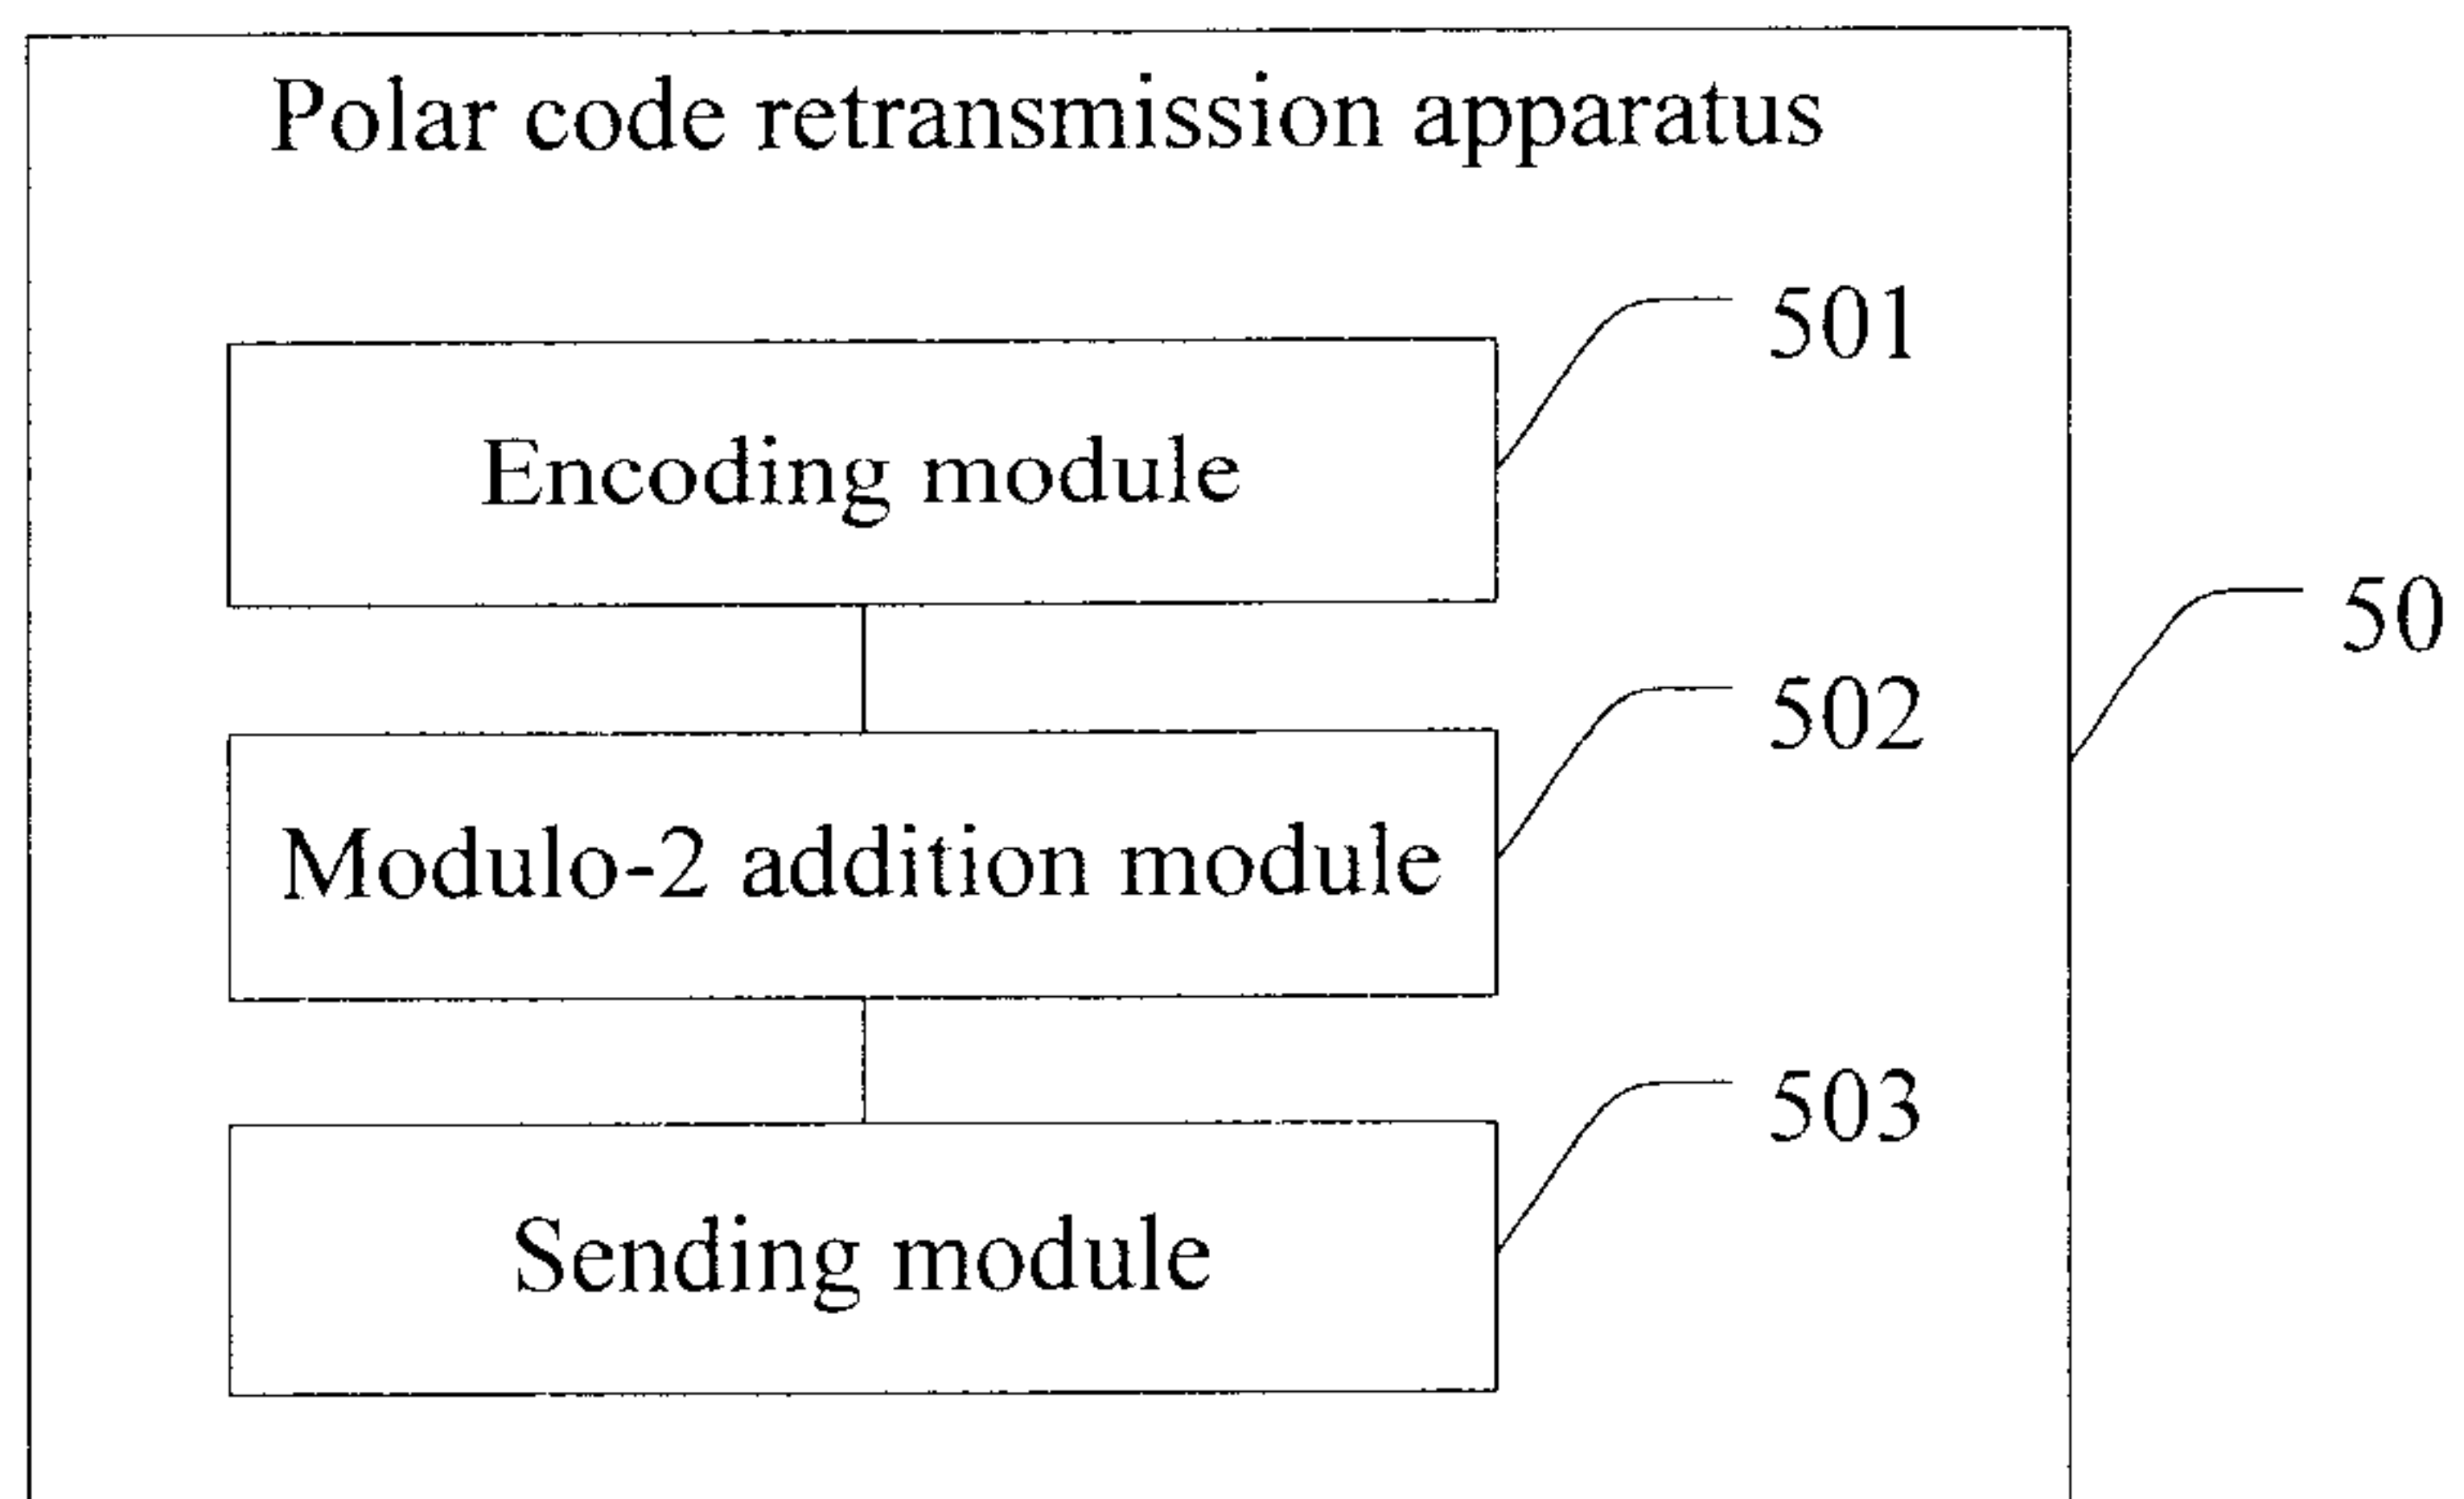 Polar code retransmission apparatus
501
Encoding module
50
502
Modulo-2 addition module
503
Sending module